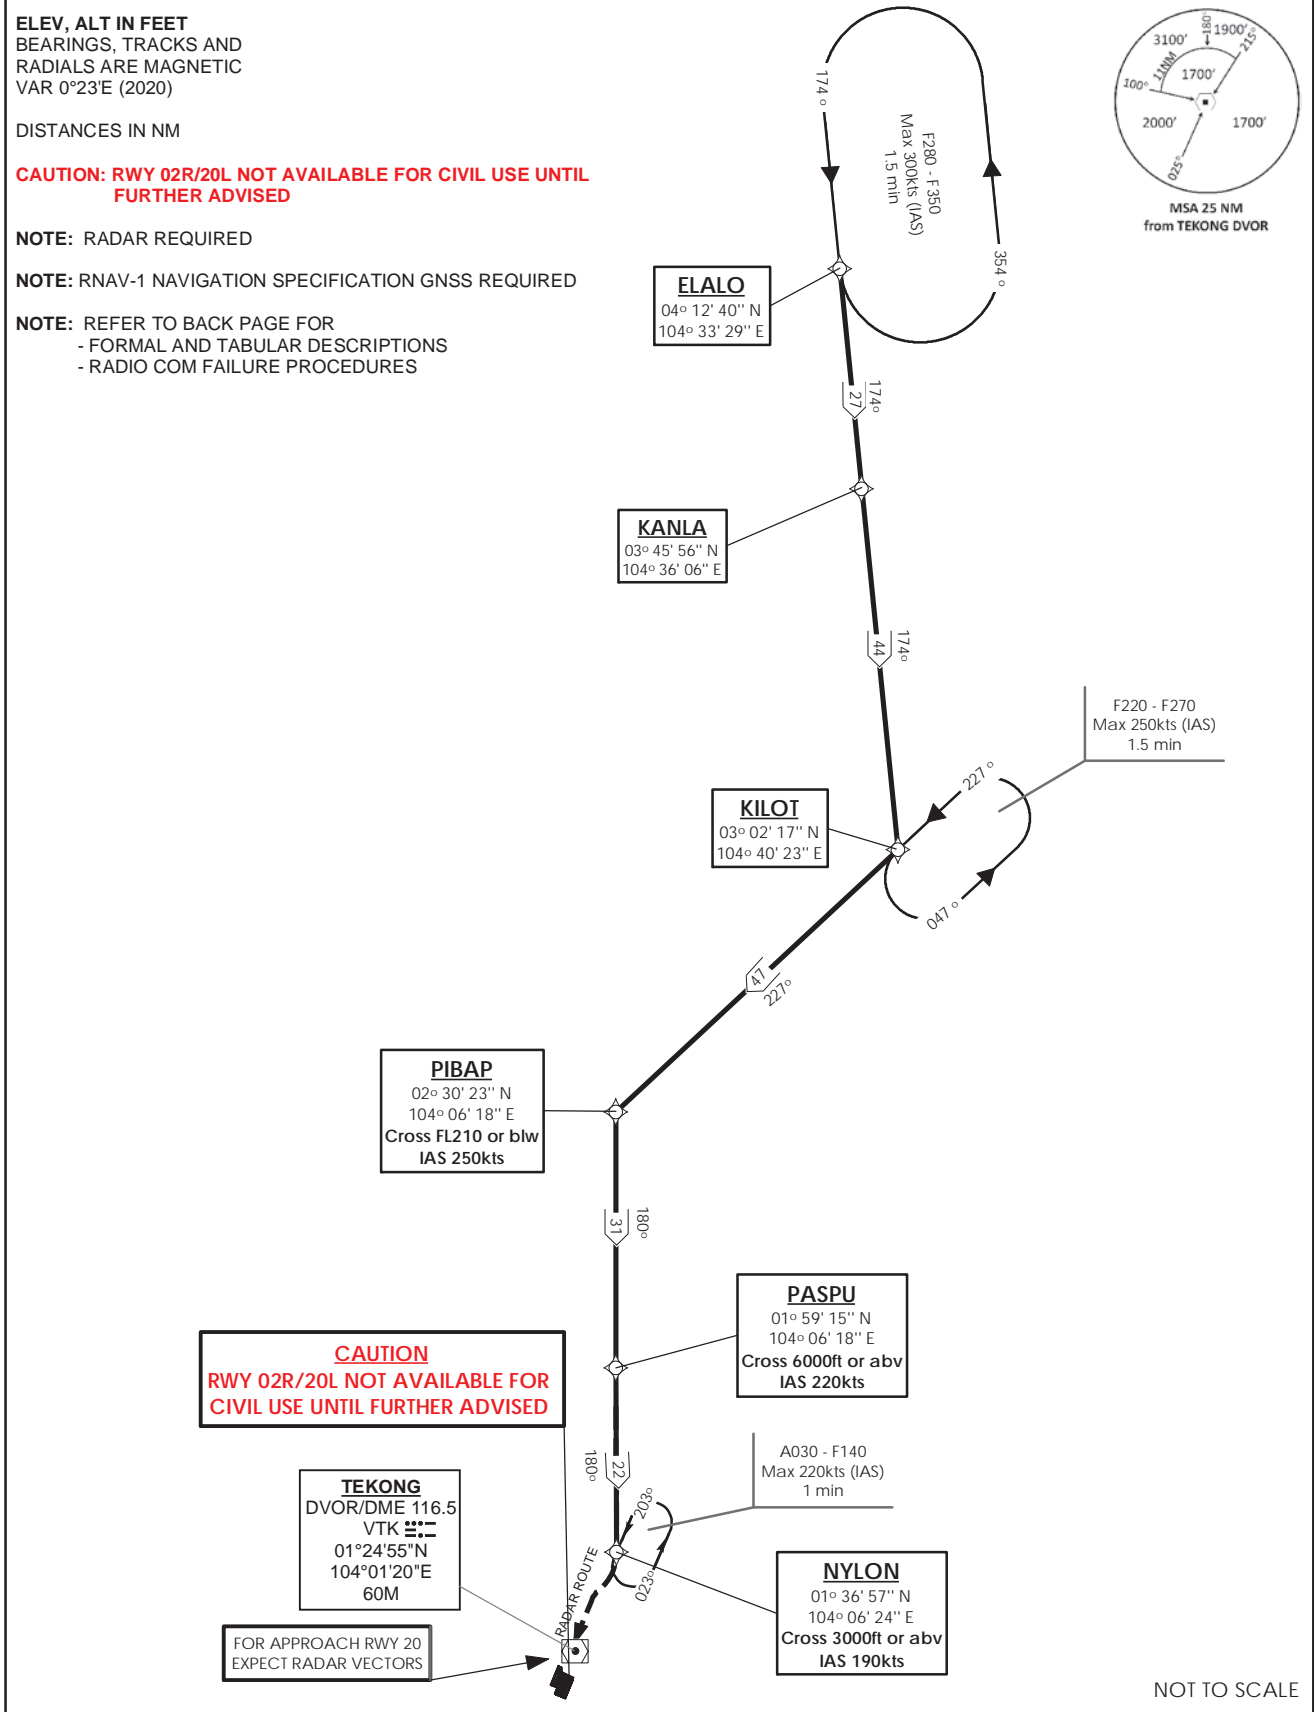 ELEV, ALT IN FEET
BEARINGS, TRACKS AND
RADIALS ARE MAGNETIC
VAR 0°23'E (2020)
DISTANCES IN NM
CAUTION: RWY 02R/20L NOT AVAILABLE FOR CIVIL USE UNTIL
FURTHER ADVISED
NOTE: RADAR REQUIRED
NOTE: RNAV-1 NAVIGATION SPECIFICATION GNSS REQUIRED
NOTE: REFER TO BACK PAGE FOR
- FORMAL AND TABULAR DESCRIPTIONS
- RADIO COM FAILURE PROCEDURES
174°
F280 - F350
Max 300kts (IAS)
1.5 min
354°
3100'
180°
1900'
215°
11NM
1700'
100°
2000'
1700'
025°
MSA 25 NM
from TEKONG DVOR
ELALO
04° 12' 40'' N
104° 33' 29'' E
27
174°
KANLA
03° 45' 56'' N
104° 36' 06'' E
44
174°
F220 - F270
Max 250kts (IAS)
1.5 min
227°
KILOT
03° 02' 17'' N
104° 40' 23'' E
047°
47
227°
PIBAP
02° 30' 23'' N
104° 06' 18'' E
Cross FL210 or blw
IAS 250kts
31
180°
PASPU
01° 59' 15'' N
104° 06' 18'' E
Cross 6000ft or abv
IAS 220kts
CAUTION
RWY 02R/20L NOT AVAILABLE FOR
CIVIL USE UNTIL FURTHER ADVISED
180°
22
A030 - F140
Max 220kts (IAS)
1 min
TEKONG
DVOR/DME 116.5
VTK
01°24'55"N
104°01'20"E
60M
203°
023°
RADAR ROUTE
NYLON
01° 36' 57'' N
104° 06' 24'' E
Cross 3000ft or abv
IAS 190kts
FOR APPROACH RWY 20
EXPECT RADAR VECTORS
NOT TO SCALE